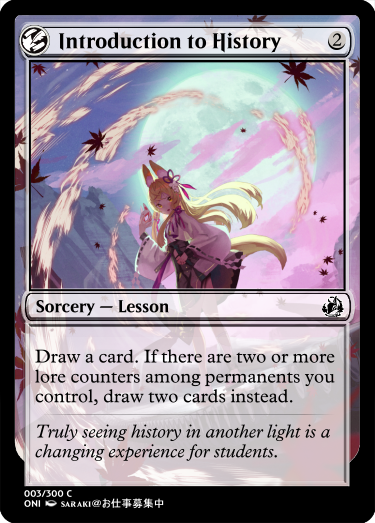 Introduction to History 2
Sorcery — Lesson
Draw a card. If there are two or more
lore counters among permanents you
control, draw two cards instead.
Truly seeing history in another light is a
changing experience for students.
003/300 C
ONI SARAKI@お仕事募集中